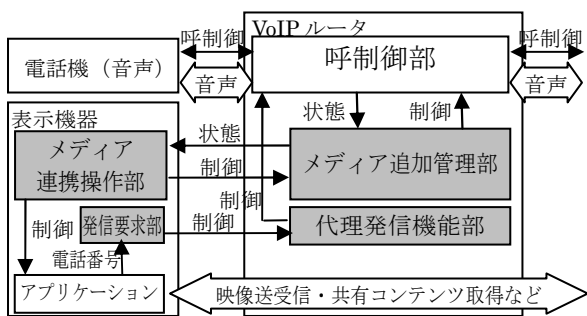 VoIP ルータ
呼制御
呼制御
電話機（音声）
呼制御部
音声
音声
表示機器
状態
状態
制御
メディア
連携操作部
メディア追加管理部
制御
制御
代理発信機能部
制御
発信要求部
制御
電話番号
アプリケーション
映像送受信・共有コンテンツ取得など